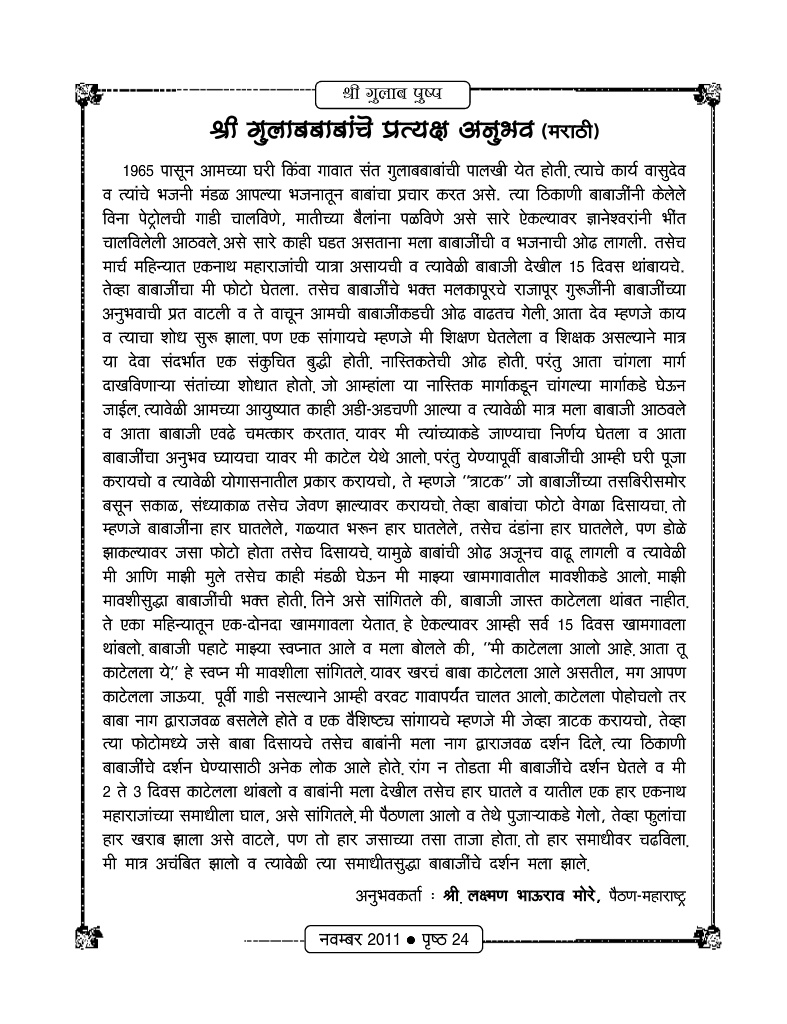 श्री गुलाब पुष्प
श्री गुलाबबाबांचे प्रत्यक्ष अनुभव (मराठी)
1965 पासून आमच्या घरी किंवा गावात संत गुलाबबाबांची पालखी येत होती. त्याचे कार्य वासुदेव
व त्यांचे भजनी मंडळ आपल्या भजनातून बाबांचा प्रचार करत असे. त्या ठिकाणी बाबाजींनी केलेले
विना पेट्रोलची गाडी चालविणे, मातीच्या बैलांना पळविणे असे सारे ऐकल्यावर ज्ञानेश्वरांनी भींत
चालविलेली आठवले. असे सारे काही घडत असताना मला बाबाजींची व भजनाची ओढ लागली. तसेच
मार्च महिन्यात एकनाथ महाराजांची यात्रा असायची व त्यावेळी बाबाजी देखील 15 दिवस थांबायचे.
तेव्हा बाबाजींचा मी फोटो घेतला. तसेच बाबाजींचे भक्त मलकापूरचे राजापूर गुरूजींनी बाबाजींच्या
अनुभवाची प्रत वाटली व ते वाचून आमची बाबाजींकडची ओढ वाढतच गेली. आता देव म्हणजे काय
व त्याचा शोध सुरू झाला. पण एक सांगायचे म्हणजे मी शिक्षण घेतलेला व शिक्षक असल्याने मात्र
या देवा संदर्भात एक संकुचित बुद्धी होती. नास्तिकतेची ओढ होती. परंतु आता चांगला मार्ग
दाखविणाऱ्या संतांच्या शोधात होतो. जो आम्हांला या नास्तिक मार्गाकडून चांगल्या मार्गाकडे घेऊन
जाईल. त्यावेळी आमच्या आयुष्यात काही अडी-अडचणी आल्या व त्यावेळी मात्र मला बाबाजी आठवले
व आता बाबाजी एवढे चमत्कार करतात. यावर मी त्यांच्याकडे जाण्याचा निर्णय घेतला व आता
बाबाजींचा अनुभव घ्यायचा यावर मी काटेल येथे आलो. परंतु येण्यापूर्वी बाबाजींची आम्ही घरी पूजा
करायचो व त्यावेळी योगासनातील प्रकार करायचो, ते म्हणजे ‘‘त्राटक’’ जो बाबाजींच्या तसबिरीसमोर
बसून सकाळ, संध्याकाळ तसेच जेवण झाल्यावर करायचो. तेव्हा बाबांचा फोटो वेगळा दिसायचा. तो
म्हणजे बाबाजींना हार घातलेले, गळ्यात भरून हार घातलेले, तसेच दंडांना हार घातलेले, पण डोळे
झाकल्यावर जसा फोटो होता तसेच दिसायचे. यामुळे बाबांची ओढ अजूनच वाढू लागली व त्यावेळी
मी आणि माझी मुले तसेच काही मंडळी घेऊन मी माझ्या खामगावातील मावशीकडे आलो. माझी
मावशीसुद्धा बाबाजींची भक्त होती. तिने असे सांगितले की, बाबाजी जास्त काटेलला थांबत नाहीत.
ते एका महिन्यातून एक-दोनदा खामगावला येतात. हे ऐकल्यावर आम्ही सर्व 15 दिवस खामगावला
थांबलो. बाबाजी पहाटे माझ्या स्वप्नात आले व मला बोलले की, ‘‘मी काटेलला आलो आहे. आता तू
काटेलला ये.’’ हे स्वप्न मी मावशीला सांगितले. यावर खरचं बाबा काटेलला आले असतील, मग आपण
काटेलला जाऊया. पूर्वी गाडी नसल्याने आम्ही वरवट गावापर्यंत चालत आलो. काटेलला पोहोचलो तर
बाबा नाग द्वाराजवळ बसलेले होते व एक वैशिष्ट्य सांगायचे म्हणजे मी जेव्हा त्राटक करायचो, तेव्हा
त्या फोटोमध्ये जसे बाबा दिसायचे तसेच बाबांनी मला नाग द्वाराजवळ दर्शन दिले. त्या ठिकाणी
बाबाजींचे दर्शन घेण्यासाठी अनेक लोक आले होते. रांग न तोडता मी बाबाजींचे दर्शन घेतले व मी
2 ते 3 दिवस काटेलला थांबलो व बाबांनी मला देखील तसेच हार घातले व यातील एक हार एकनाथ
महाराजांच्या समाधीला घाल, असे सांगितले. मी पैठणला आलो व तेथे पुजाऱ्याकडे गेलो, तेव्हा फुलांचा
हार खराब झाला असे वाटले, पण तो हार जसाच्या तसा ताजा होता. तो हार समाधीवर चढविला.
मी मात्र अचंबित झालो व त्यावेळी त्या समाधीतसुद्धा बाबाजींचे दर्शन मला झाले.
अनुभवकर्ता : श्री. लक्ष्मण भाऊराव मोरे, पैठण-महाराष्ट्र
नवम्बर 2011 ● पृष्ठ 24